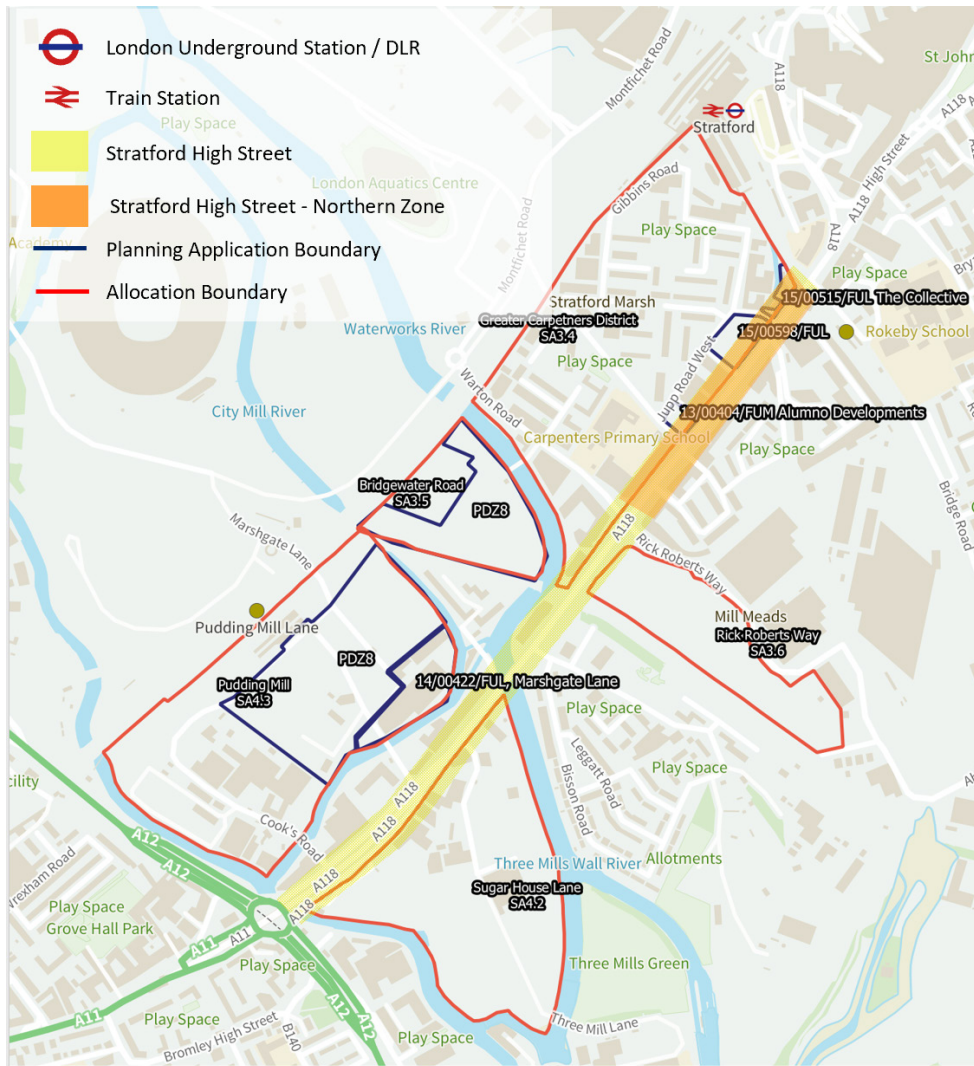 London Underground Station / DLR
Train Station
Stratford High Street
Stratford High Street - Northern Zone
Planning Application Boundary
Allocation Boundary
Play Space
London Aquatics Centre
Academy
Montfichet Road
Montfichet Road
Waterworks River
City Mill River
Stratford
Gibbins Road
Play Space
A118
A118
High Street
A118
A118
St John
Play Space
15/00515/FUL The Collective
15/00598/FUL
Rokeby School
Stratford Marsh
Greater Carpetners District
SA3.4
Play Space
Jupp Road West
Warton Road
13/00404/FUM Alumno Developments
Carpenters Primary School
Play Space
Bridge Road
Bridgewater Road
SA3.5
PDZ8
Marshgate Lane
A118
Rick Roberts Way
Mill Meads
Rick Roberts Way
SA3.6
Pudding Mill Lane
PDZ8
Pudding Mill
SA4.3
14/00422/FUL, Marshgate Lane
Play Space
Leggatt Road
Bisson Road
Play Space
A118
A118
A118
A118
Cook's Road
cility
A12
A12
Wrexham Road
Play Space
Grove Hall Park
A11
A11
A11
Three Mills Wall River
Allotments
Sugar House Lane
SA4.2
Play Space
Three Mills Green
Play Space
A12
A12
Three Mill Lane
Play Space
Bromley High Street
B140